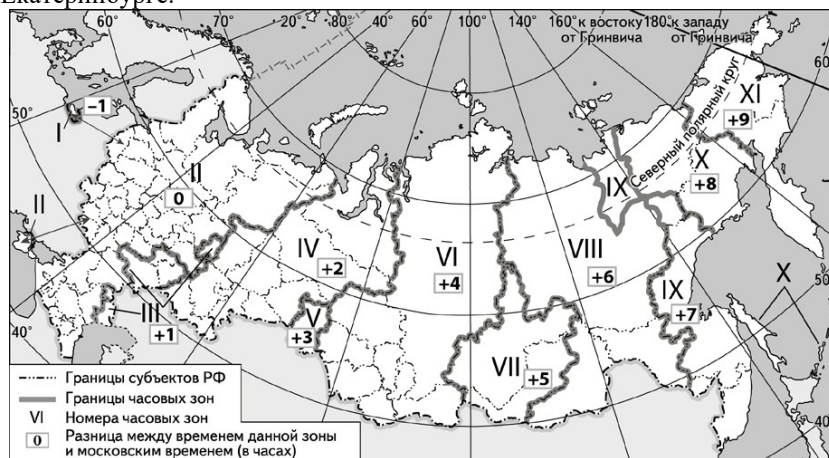 Екатеринбурге.
60° 70° 20° 80° 40° 60° 100° 140° 160° к востоку 180° к западу
от Гринвича от Гринвича
60°
50°
-1
I
II
II
0
40°
III
+1
IV
+2
V
+3
VI
+4
VII
+5
VIII
+6
IX
IX
+7
X
+8
XI
+9
Северный полярный круг
X
50°
40°
Границы субъектов РФ
Границы часовых зон
VI Номера часовых зон
0 Разница между временем данной зоны
и московским временем (в часах)